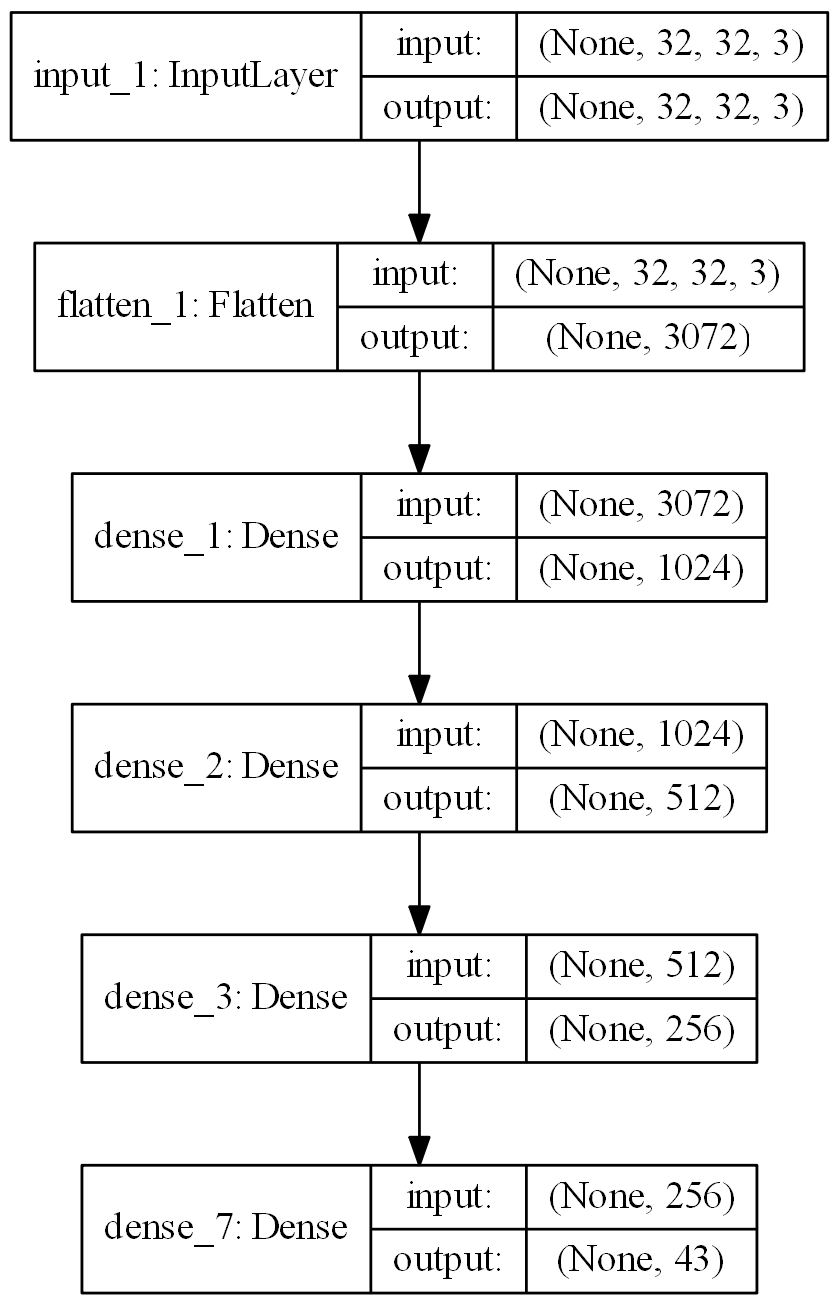 input_1: InputLayer
input: (None, 32, 32, 3)
output: (None, 32, 32, 3)
flatten_1: Flatten
input: (None, 32, 32, 3)
output: (None, 3072)
dense_1: Dense
input: (None, 3072)
output: (None, 1024)
dense_2: Dense
input: (None, 1024)
output: (None, 512)
dense_3: Dense
input: (None, 512)
output: (None, 256)
dense_7: Dense
input: (None, 256)
output: (None, 43)